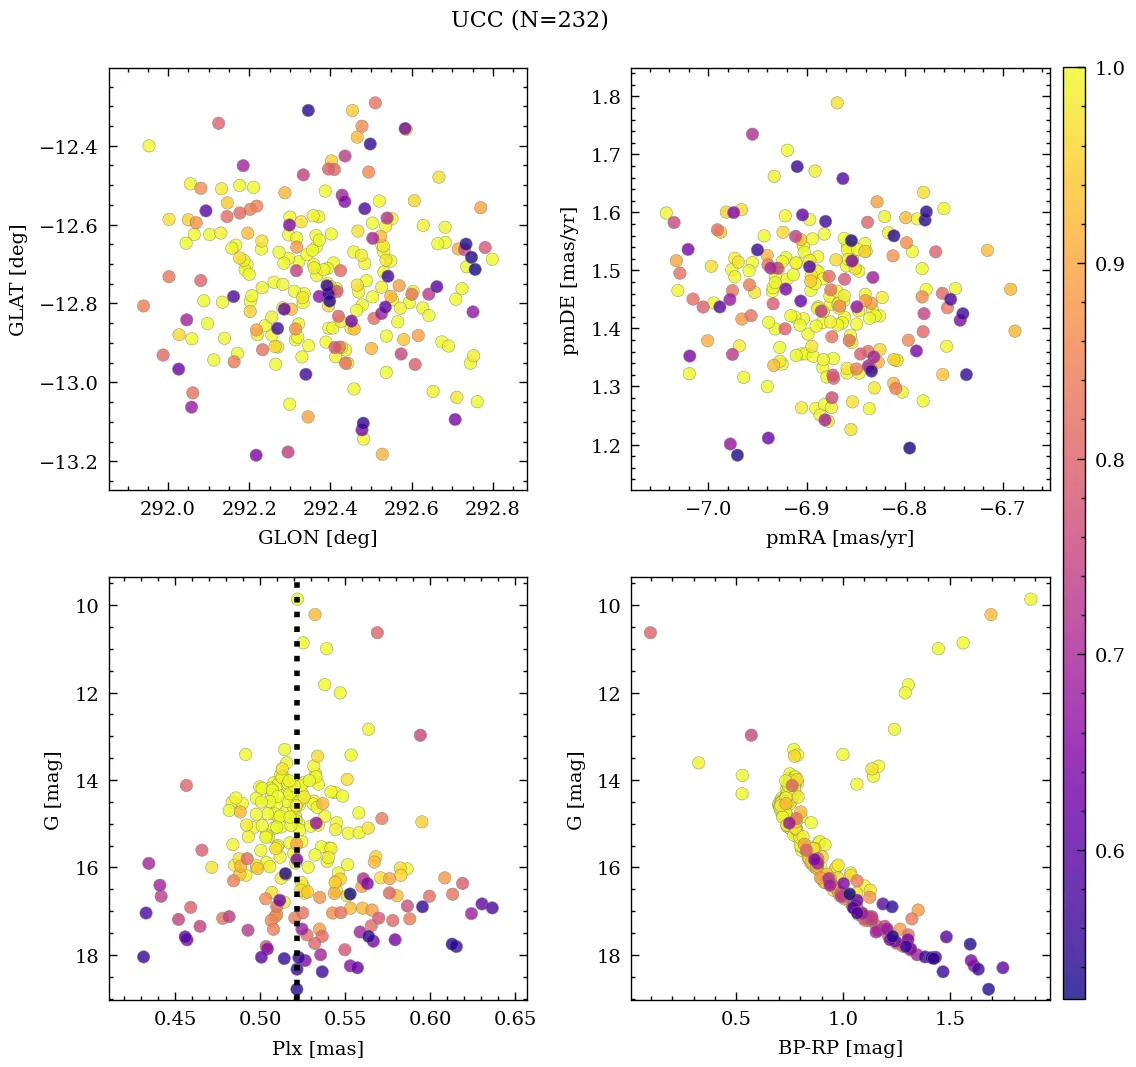 UCC (N=232)
−12.4
−12.6
−12.8
−13.0
−13.2
GLAT [deg]
292.0 292.2 292.4 292.6 292.8
GLON [deg]
1.8
1.7
1.6
1.5
1.4
1.3
1.2
pmDE [mas/yr]
−7.0 −6.9 −6.8 −6.7
pmRA [mas/yr]
1.0
0.9
0.8
0.7
0.6
10
12
14
16
18
G [mag]
0.45 0.50 0.55 0.60 0.65
Plx [mas]
10
12
14
16
18
G [mag]
0.5 1.0 1.5
BP-RP [mag]